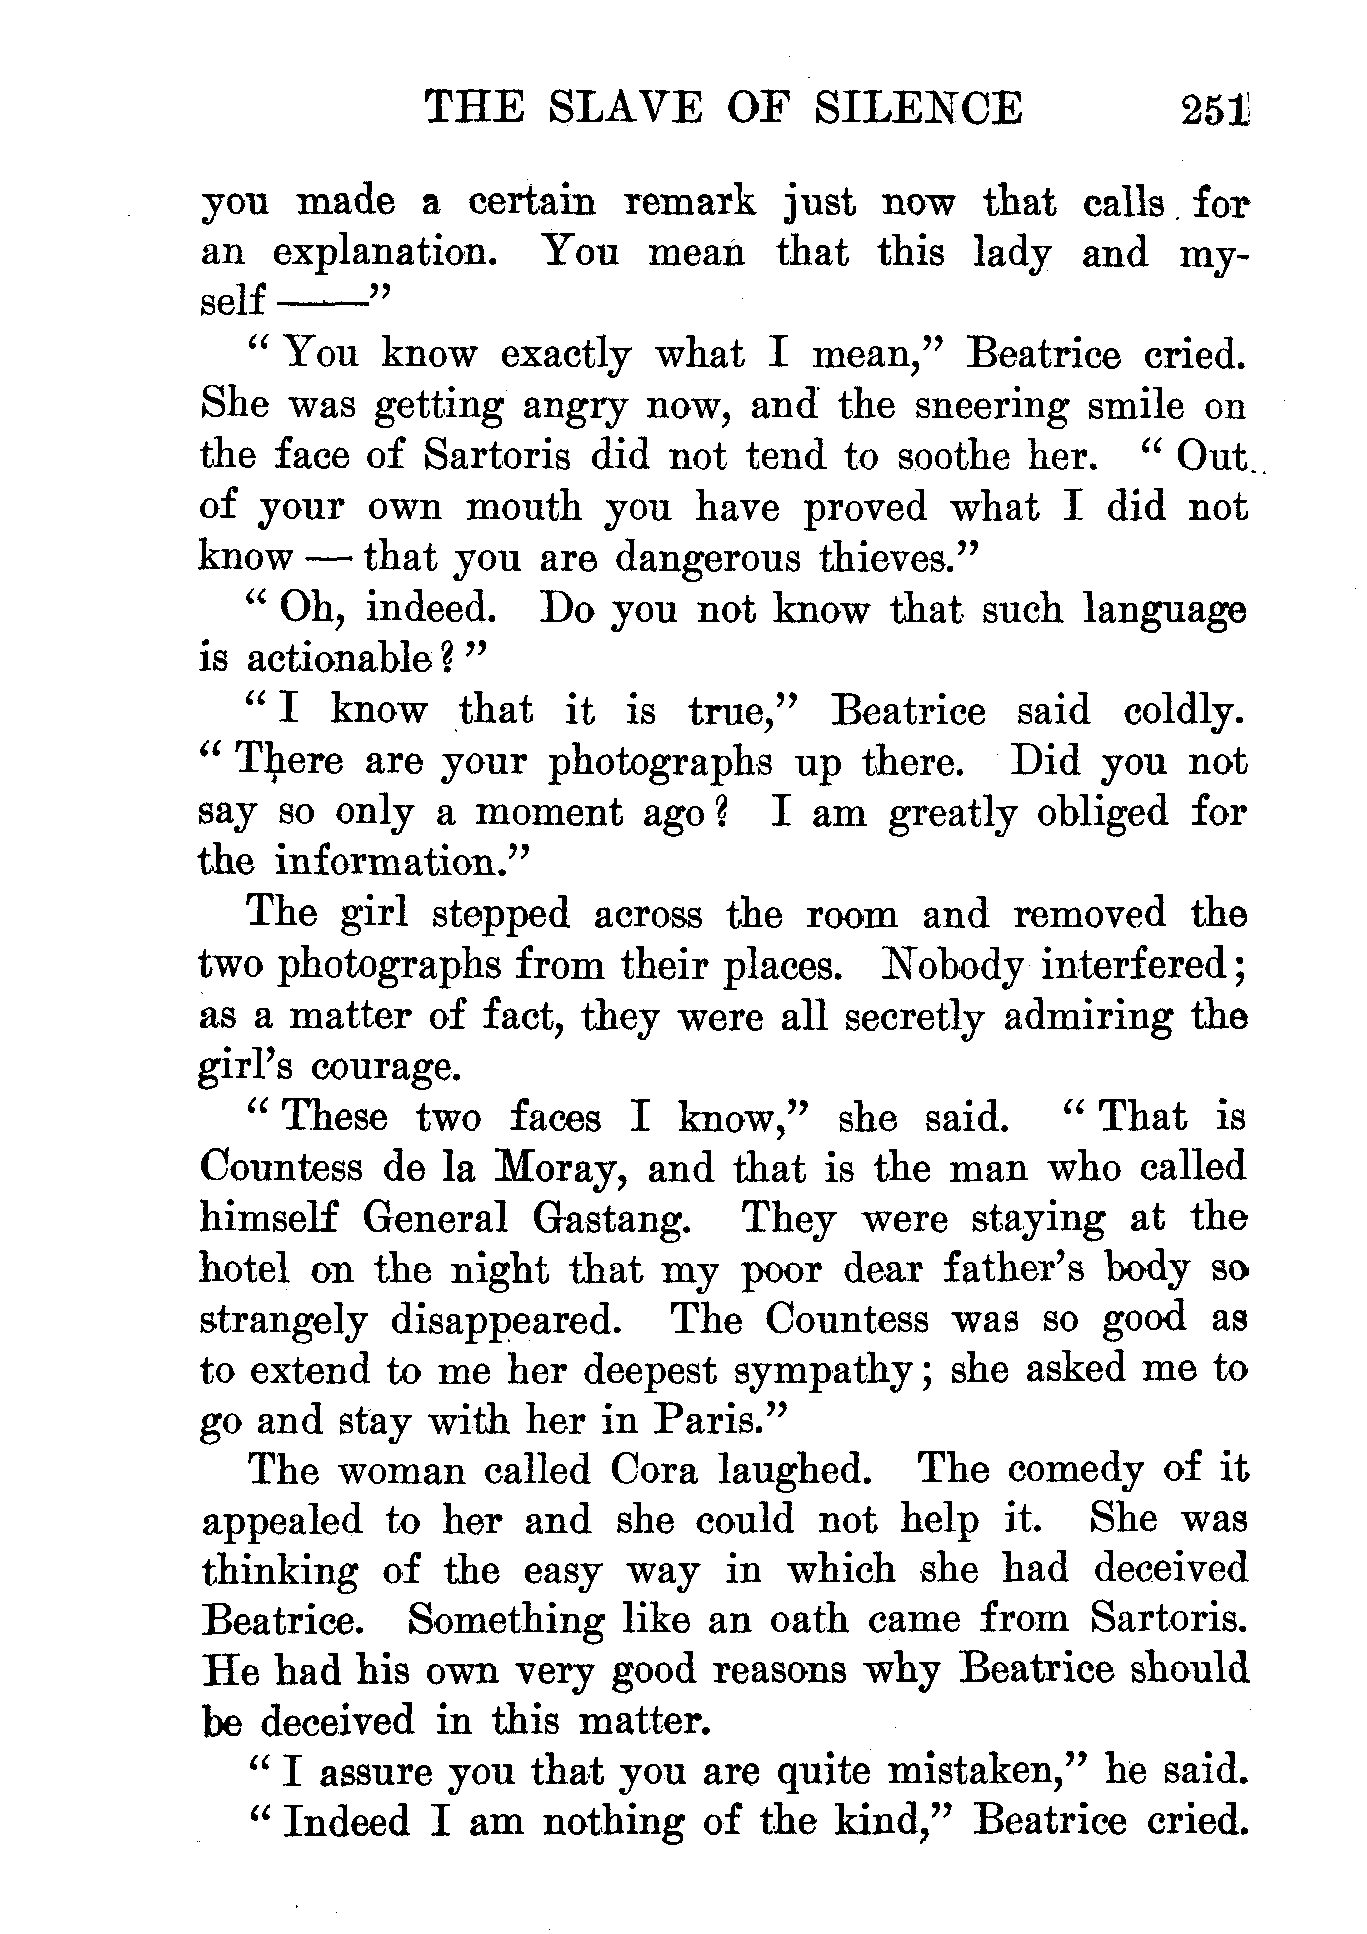 THE SLAVE OF SILENCE 251
you made a certain remark just now that calls for
an explanation. You mean that this lady and my-
self ——"
" You know exactly what I mean," Beatrice cried.
She was getting angry now, and the sneering smile on
the face of Sartoris did not tend to soothe her. " Out
of your own mouth you have proved what I did not
know — that you are dangerous thieves."
" Oh, indeed. Do you not know that such language
is actionable ? "
" I know that it is true," Beatrice said coldly.
" There are your photographs up there. Did you not
say so only a moment ago ? I am greatly obliged for
the information."
The girl stepped across the room and removed the
two photographs from their places. Nobody interfered ;
as a matter of fact, they were all secretly admiring the
girl's courage.
" These two faces I know," she said. " That is
Countess de la Moray, and that is the man who called
himself General Gastang. They were staying at the
hotel on the night that my poor dear father's body so
strangely disappeared. The Countess was so good as
to extend to me her deepest sympathy ; she asked me to
go and stay with her in Paris."
The woman called Cora laughed. The comedy of it
appealed to her and she could not help it. She was
thinking of the easy way in which she had deceived
Beatrice. Something like an oath came from Sartoris.
He had his own very good reasons why Beatrice should
be deceived in this matter.
" I assure you that you are quite mistaken," he said.
" Indeed I am nothing of the kind," Beatrice cried.